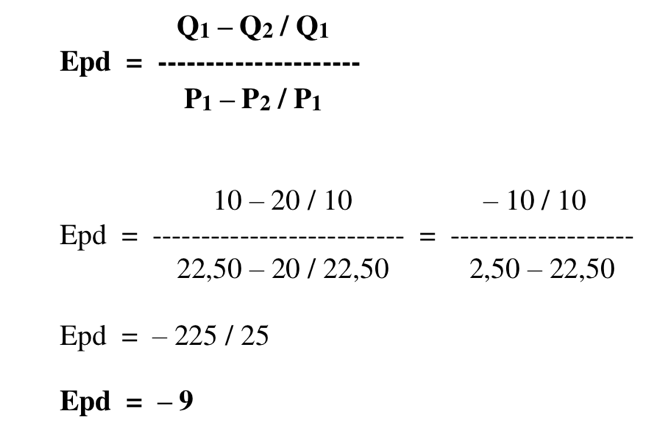 Q₁ – Q₂ / Q₁
Epd = ---------------------
P₁ – P₂ / P₁
10 – 20 / 10 – 10 / 10
Epd = -------------------------- = -------------------
22,50 – 20 / 22,50 2,50 – 22,50
Epd = – 225 / 25
Epd = – 9